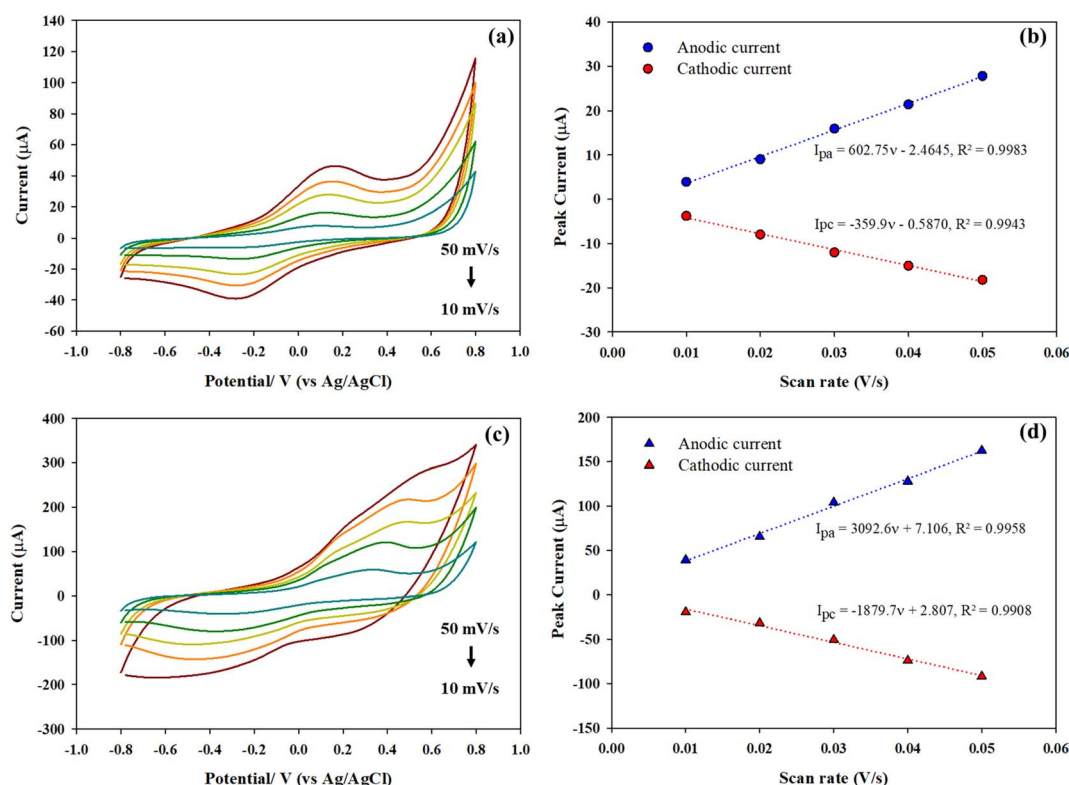 (a)
140
120
100
80
60
40
20
0
-20
-40
-60
Current (µA)
50 mV/s
10 mV/s
-1.0 -0.8 -0.6 -0.4 -0.2 0.0 0.2 0.4 0.6 0.8 1.0
Potential/ V (vs Ag/AgCl)
(b)
Anodic current
Cathodic current
40
30
20
10
0
-10
-20
-30
Peak Current (µA)
Ipa = 602.75ν - 2.4645, R² = 0.9983
Ipc = -359.9ν - 0.5870, R² = 0.9943
0.00 0.01 0.02 0.03 0.04 0.05 0.06
Scan rate (V/s)
(c)
400
300
200
100
0
-100
-200
-300
Current (µA)
50 mV/s
10 mV/s
-1.0 -0.8 -0.6 -0.4 -0.2 0.0 0.2 0.4 0.6 0.8 1.0
Potential/ V (vs Ag/AgCl)
(d)
Anodic current
Cathodic current
200
150
100
50
0
-50
-100
-150
Peak Current (µA)
Ipa = 3092.6ν + 7.106, R² = 0.9958
Ipc = -1879.7ν + 2.807, R² = 0.9908
0.00 0.01 0.02 0.03 0.04 0.05 0.06
Scan rate (V/s)